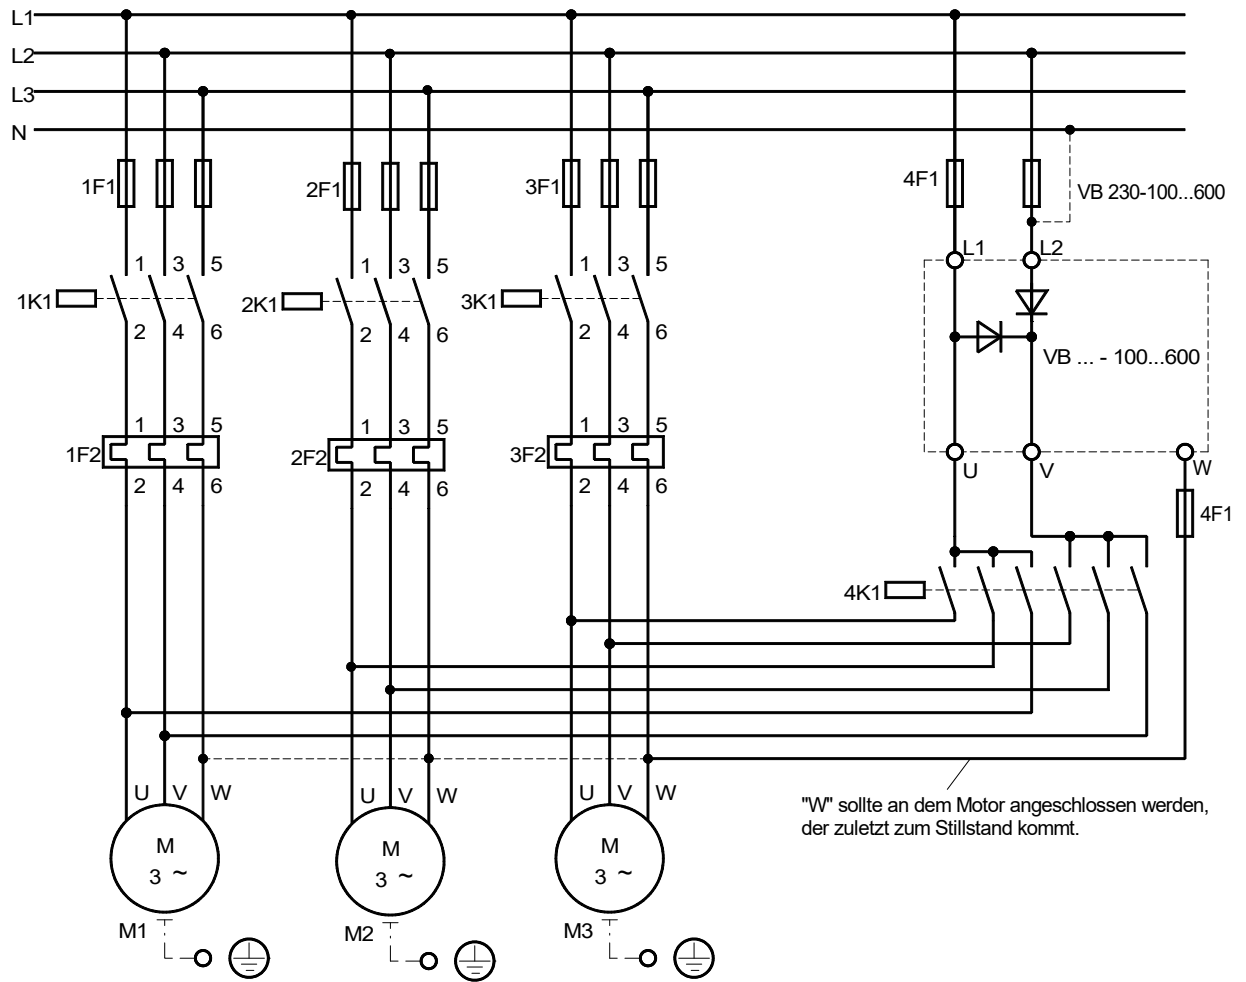 L1
L2
L3
N
1F1
2F1
3F1
4F1
VB 230-100...600
L1
L2
1 3 5
1 3 5
1 3 5
1K1
2K1
3K1
2 4 6
2 4 6
2 4 6
VB ... - 100...600
1 3 5
1 3 5
1 3 5
1F2
2F2
3F2
U
V
W
2 4 6
2 4 6
2 4 6
4F1
4K1
U V W
U V W
U V W
"W" sollte an dem Motor angeschlossen werden,
der zuletzt zum Stillstand kommt.
M
3 ~
M
3 ~
M
3 ~
M1
M2
M3